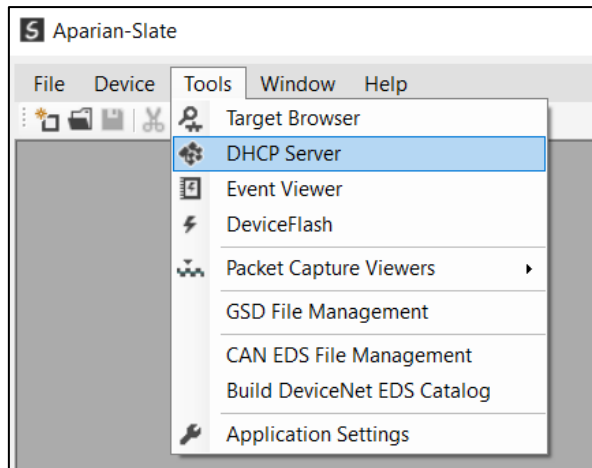 Aparian-Slate
File Device Tools Window Help
Target Browser
DHCP Server
Event Viewer
DeviceFlash
Packet Capture Viewers
GSD File Management
CAN EDS File Management
Build DeviceNet EDS Catalog
Application Settings